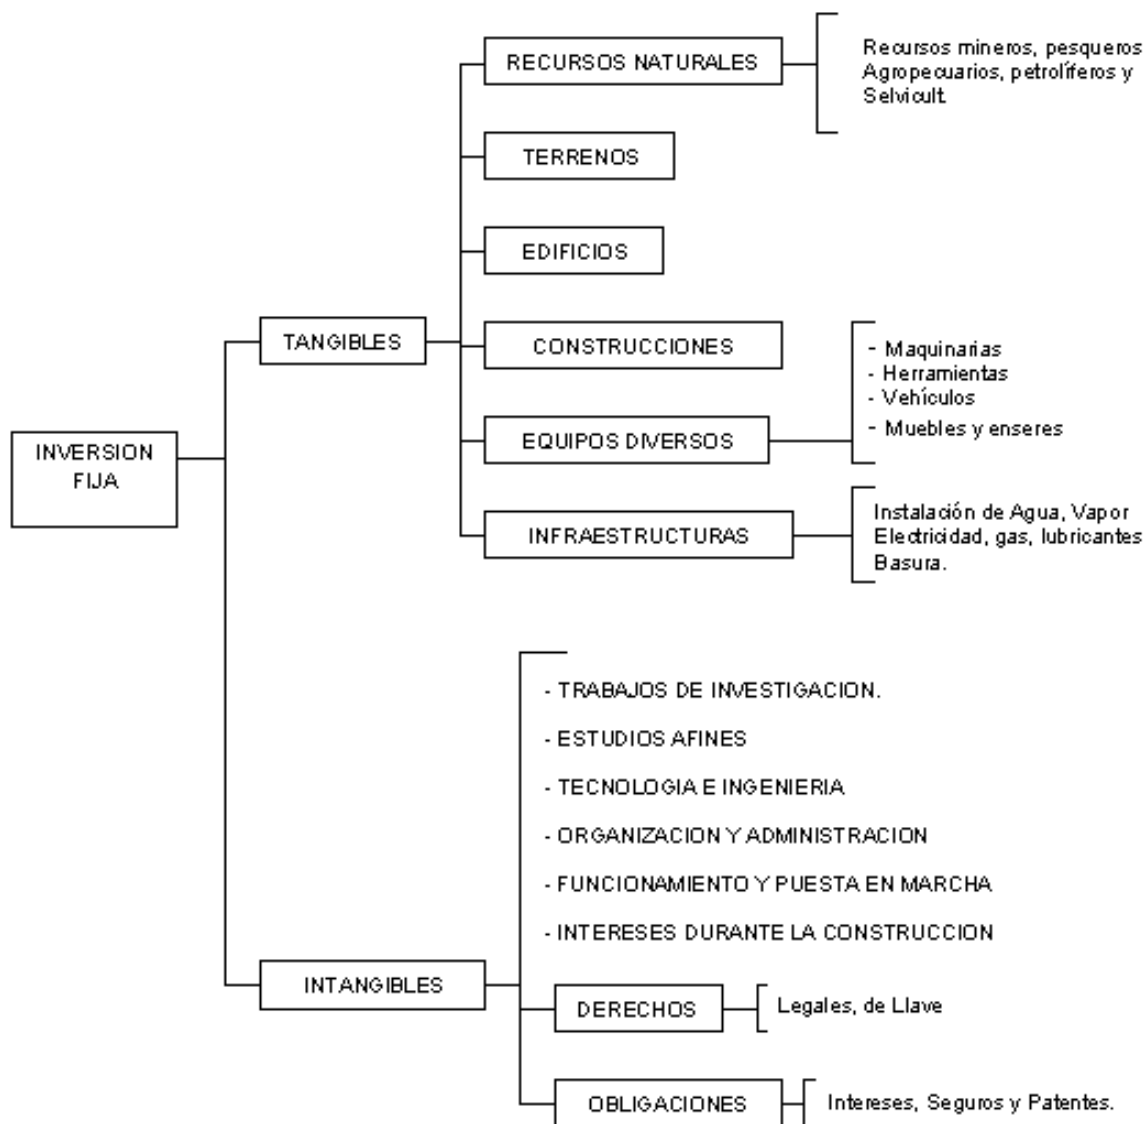 RECURSOS NATURALES
Recursos mineros, pesqueros
Agropecuarios, petrolíferos y
Selvicult.
TERRENOS
EDIFICIOS
TANGIBLES
CONSTRUCCIONES
- Maquinarias
- Herramientas
- Vehículos
- Muebles y enseres
EQUIPOS DIVERSOS
INVERSION
FIJA
INFRAESTRUCTURAS
Instalación de Agua, Vapor
Electricidad, gas, lubricantes
Basura.
- TRABAJOS DE INVESTIGACION.
- ESTUDIOS AFINES
- TECNOLOGIA E INGENIERIA
- ORGANIZACION Y ADMINISTRACION
- FUNCIONAMIENTO Y PUESTA EN MARCHA
- INTERESES DURANTE LA CONSTRUCCION
INTANGIBLES
DERECHOS
Legales, de Llave
OBLIGACIONES
Intereses, Seguros y Patentes.